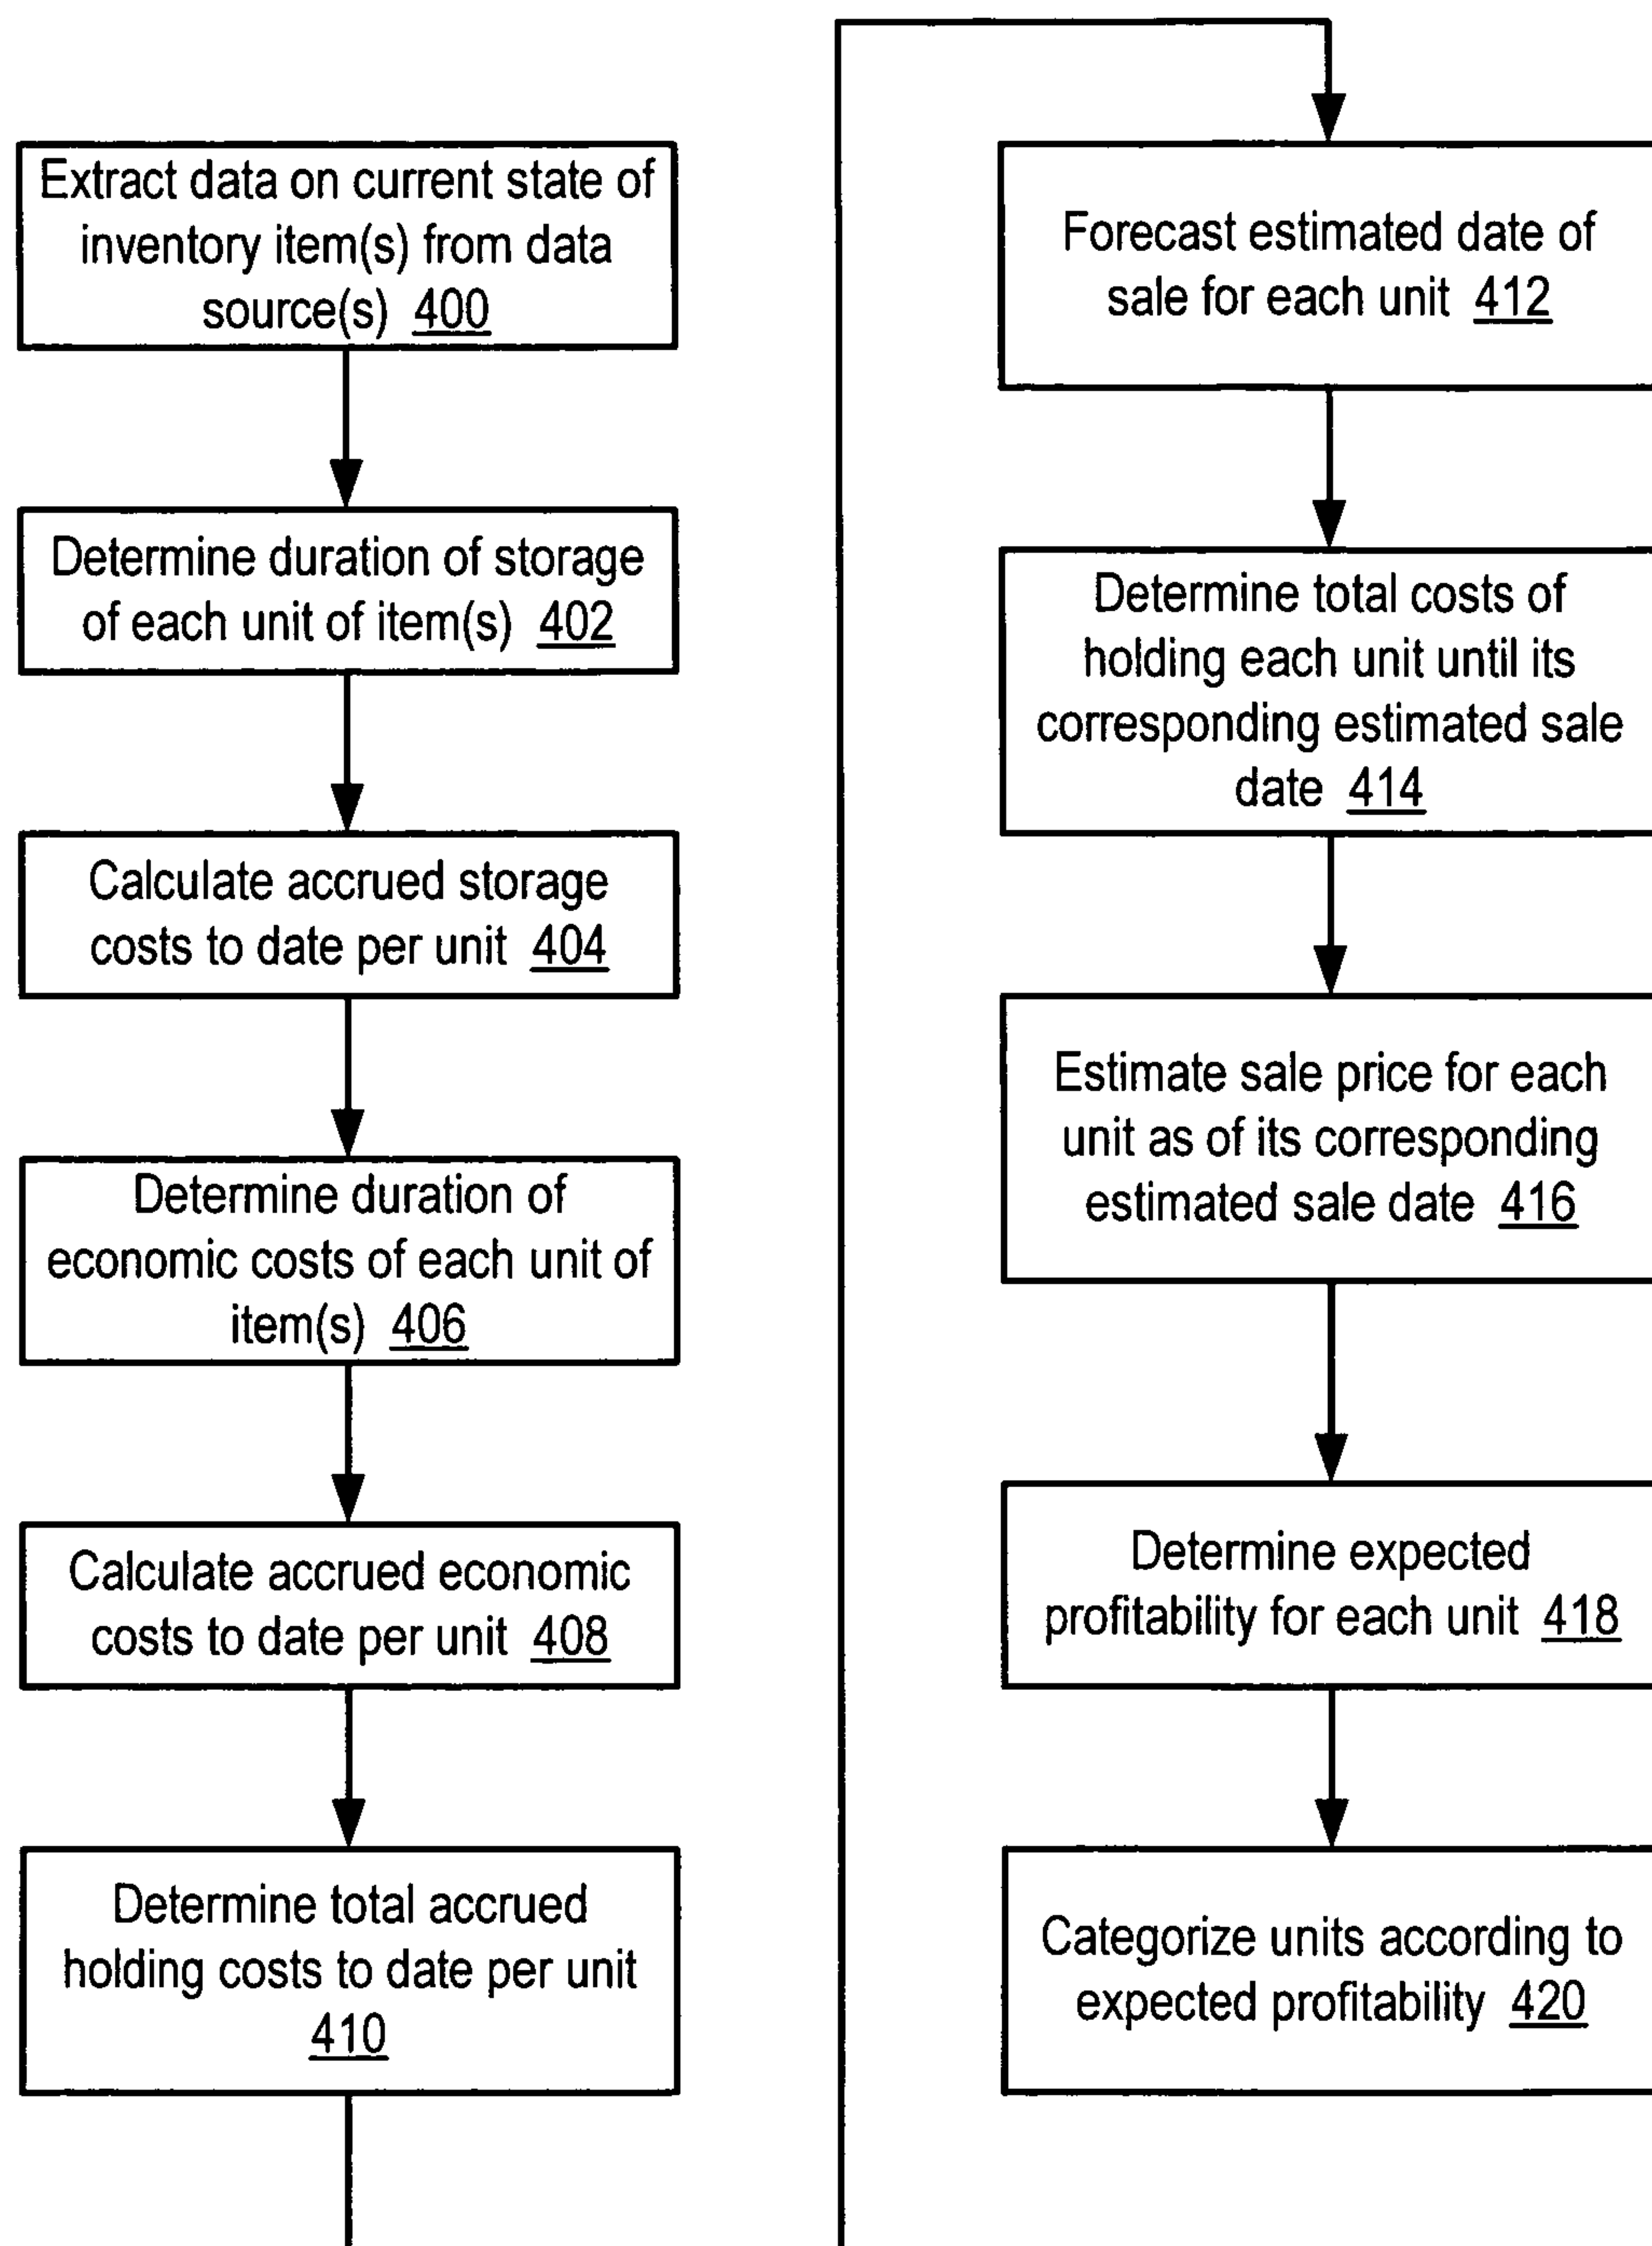 Extract data on current state of
inventory item(s) from data
source(s) 400
Determine duration of storage
of each unit of item(s) 402
Calculate accrued storage
costs to date per unit 404
Determine duration of
economic costs of each unit of
item(s) 406
Calculate accrued economic
costs to date per unit 408
Determine total accrued
holding costs to date per unit
410
Forecast estimated date of
sale for each unit 412
Determine total costs of
holding each unit until its
corresponding estimated sale
date 414
Estimate sale price for each
unit as of its corresponding
estimated sale date 416
Determine expected
profitability for each unit 418
Categorize units according to
expected profitability 420